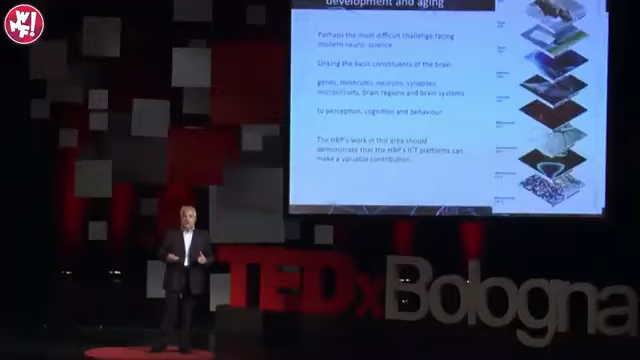 WMF!
development and aging
Perhaps the most difficult challenge facing
modern neuro- science
Linking the basic constituents of the brain
genes, molecules, neurons, synapses,
microcircuits, brain regions and brain systems
to perception, cognition and behaviour
The HBP's work in this area should
demonstrate that the HBP's ICT platforms can
make a valuable contribution
TEDxBologna